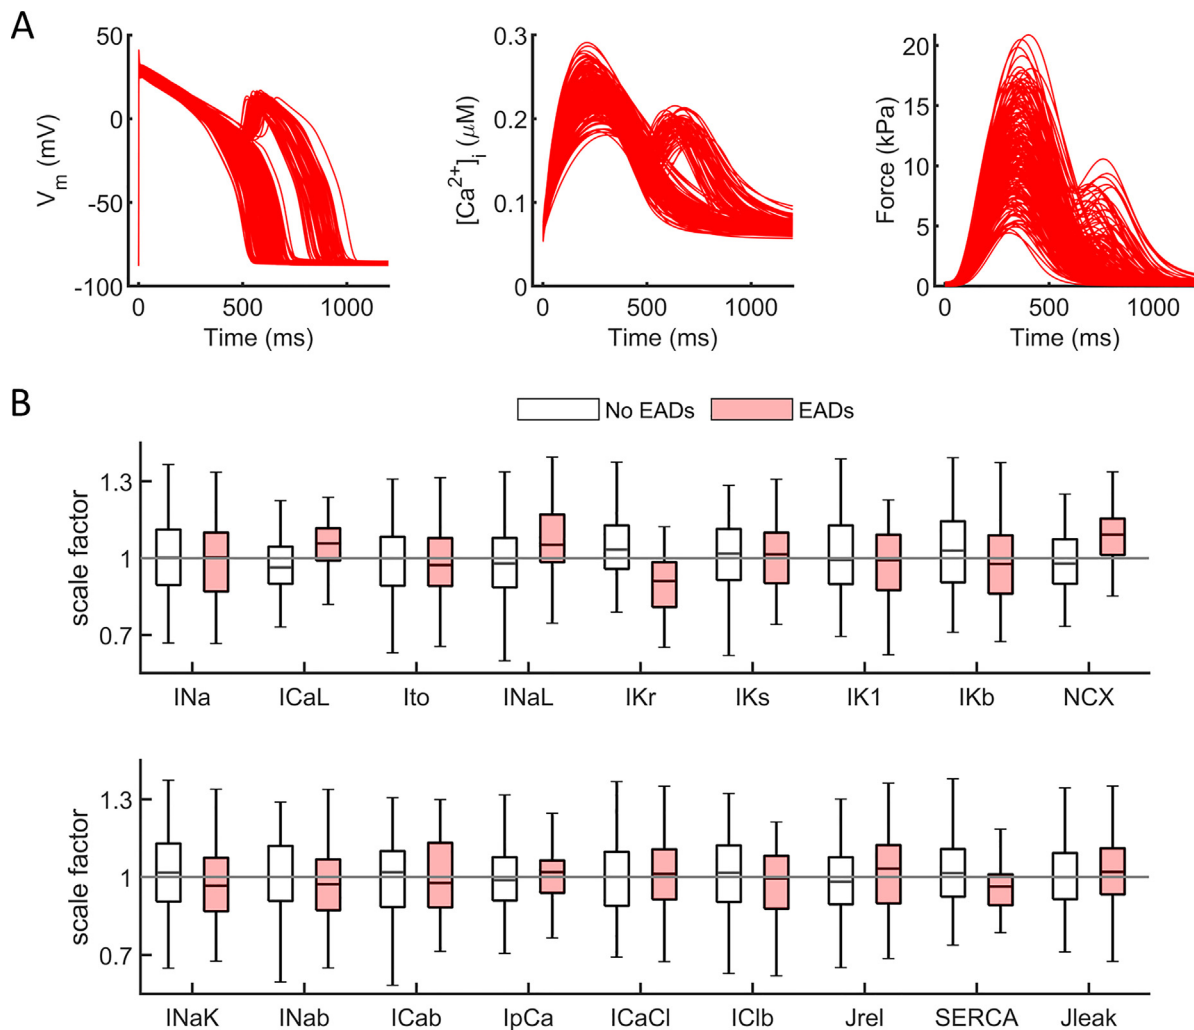 A
50
0
-50
-100
V_m (mV)
0
500
1000
Time (ms)
0.3
0.2
0.1
0
[Ca²⁺]_i (μM)
0
500
1000
Time (ms)
20
15
10
5
0
Force (kPa)
0
500
1000
Time (ms)
B
No EADs
EADs
1.3
1
0.7
scale factor
INa ICaL Ito INaL IKr IKs IK1 IKb NCX
1.3
1
0.7
scale factor
INaK INab ICab IpCa ICaCl IClb Jrel SERCA Jleak